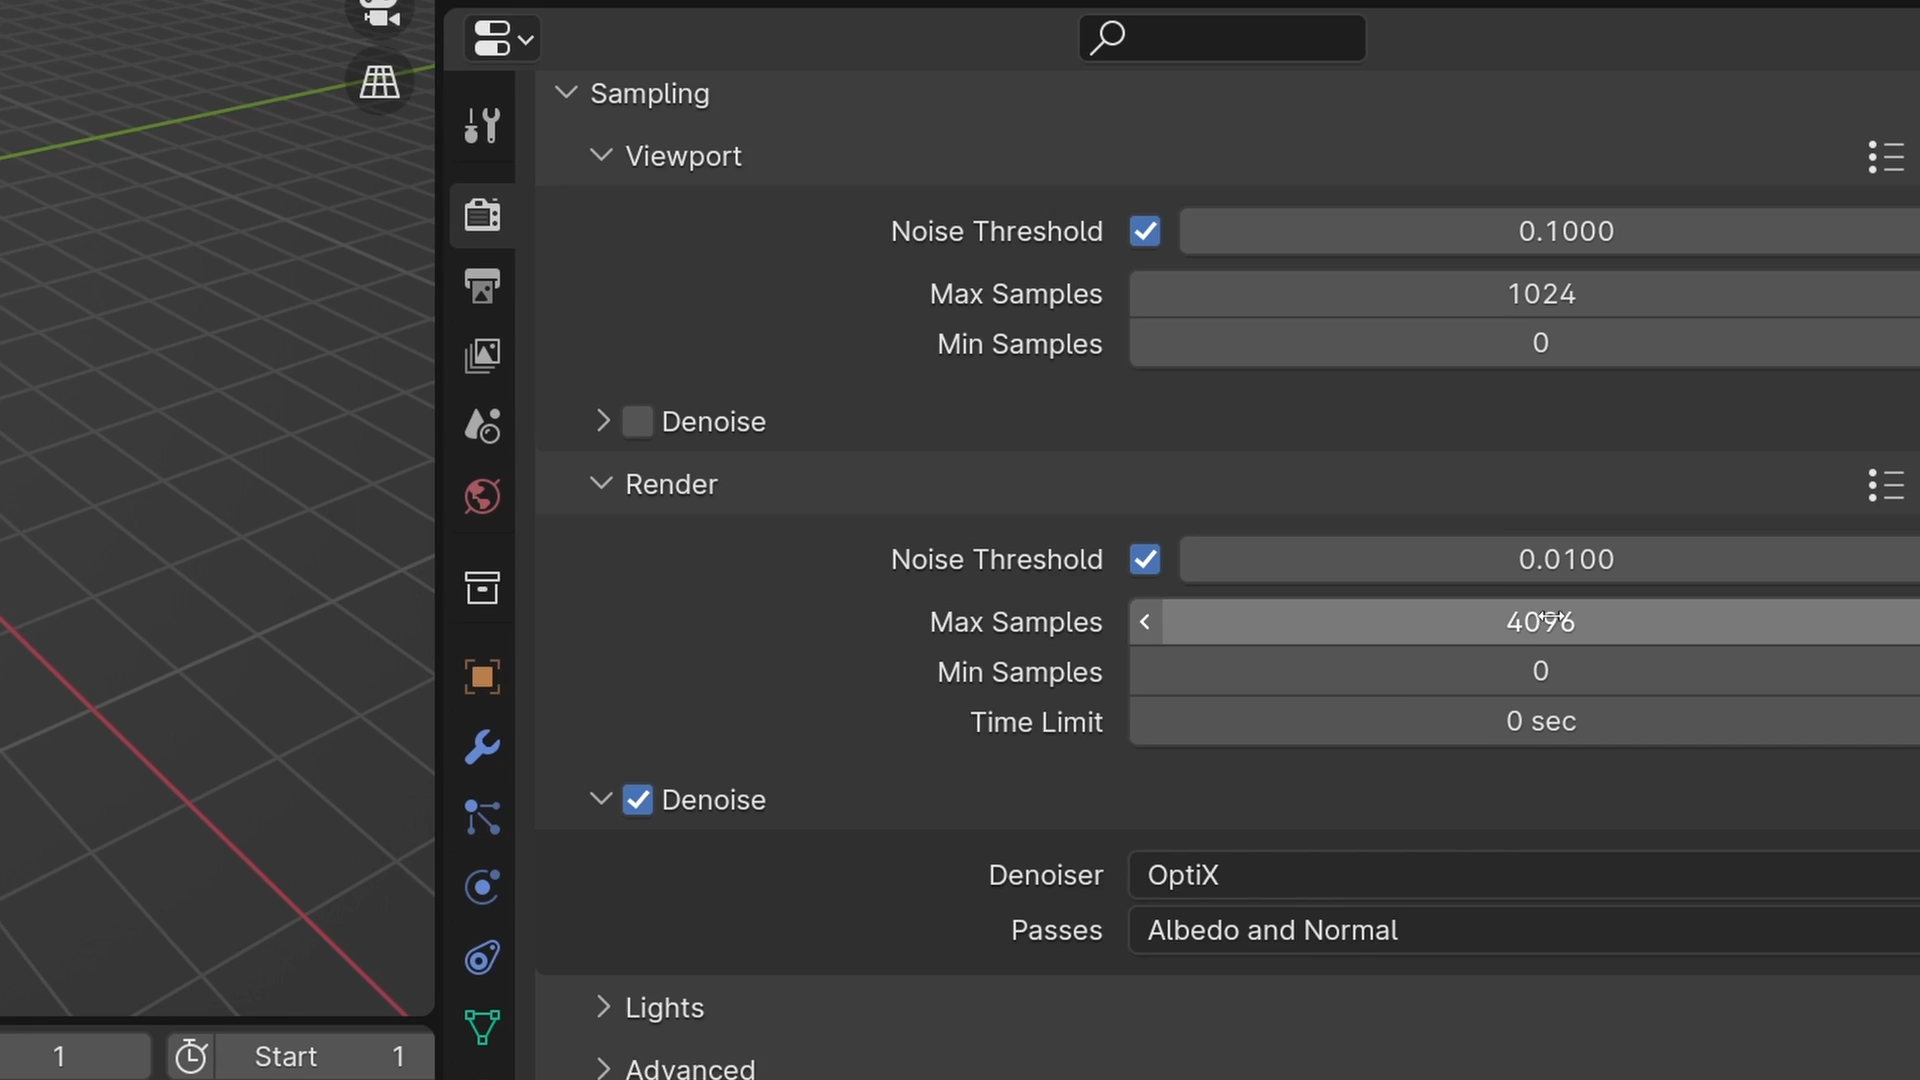 Sampling
Viewport
Noise Threshold 0.1000
Max Samples 1024
Min Samples 0
Denoise
Render
Noise Threshold 0.0100
Max Samples 4096
Min Samples 0
Time Limit 0 sec
Denoise
Denoiser OptiX
Passes Albedo and Normal
Lights
1 Start 1
Advanced